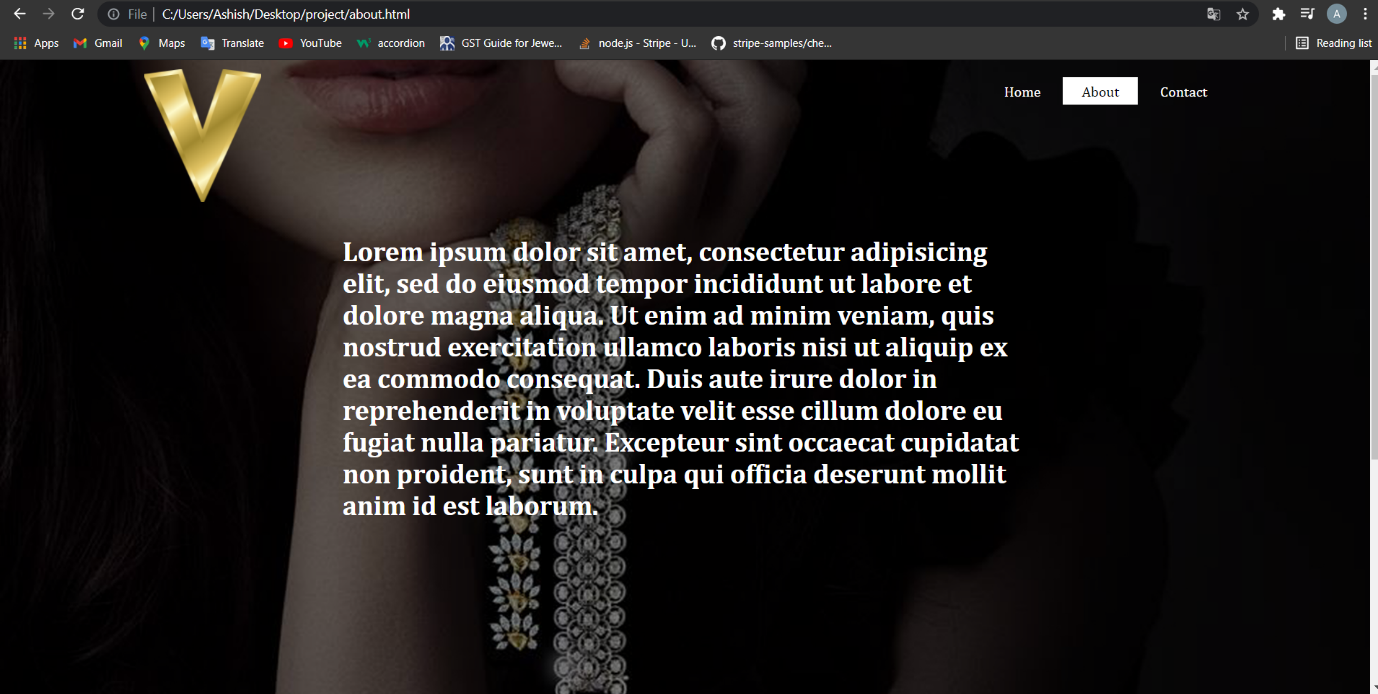 File | C:/Users/Ashish/Desktop/project/about.html
A
Apps Gmail Maps Translate YouTube accordion GST Guide for Jewe... node.js - Stripe - U... stripe-samples/che... Reading list
V
Home About Contact
Lorem ipsum dolor sit amet, consectetur adipisicing
elit, sed do eiusmod tempor incididunt ut labore et
dolore magna aliqua. Ut enim ad minim veniam, quis
nostrud exercitation ullamco laboris nisi ut aliquip ex
ea commodo consequat. Duis aute irure dolor in
reprehenderit in voluptate velit esse cillum dolore eu
fugiat nulla pariatur. Excepteur sint occaecat cupidatat
non proident, sunt in culpa qui officia deserunt mollit
anim id est laborum.